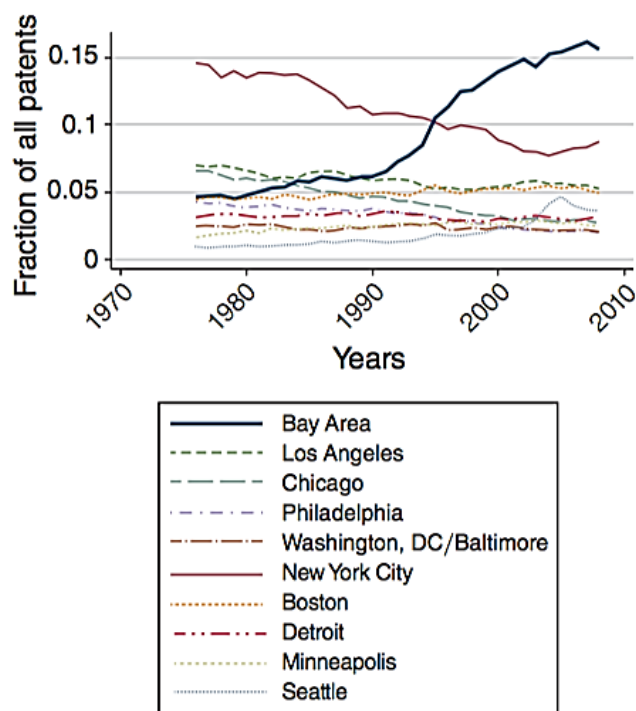 Fraction of all patents
0.15
0.1
0.05
0
1970
1980
1990
2000
2010
Years
Bay Area
Los Angeles
Chicago
Philadelphia
Washington, DC/Baltimore
New York City
Boston
Detroit
Minneapolis
Seattle